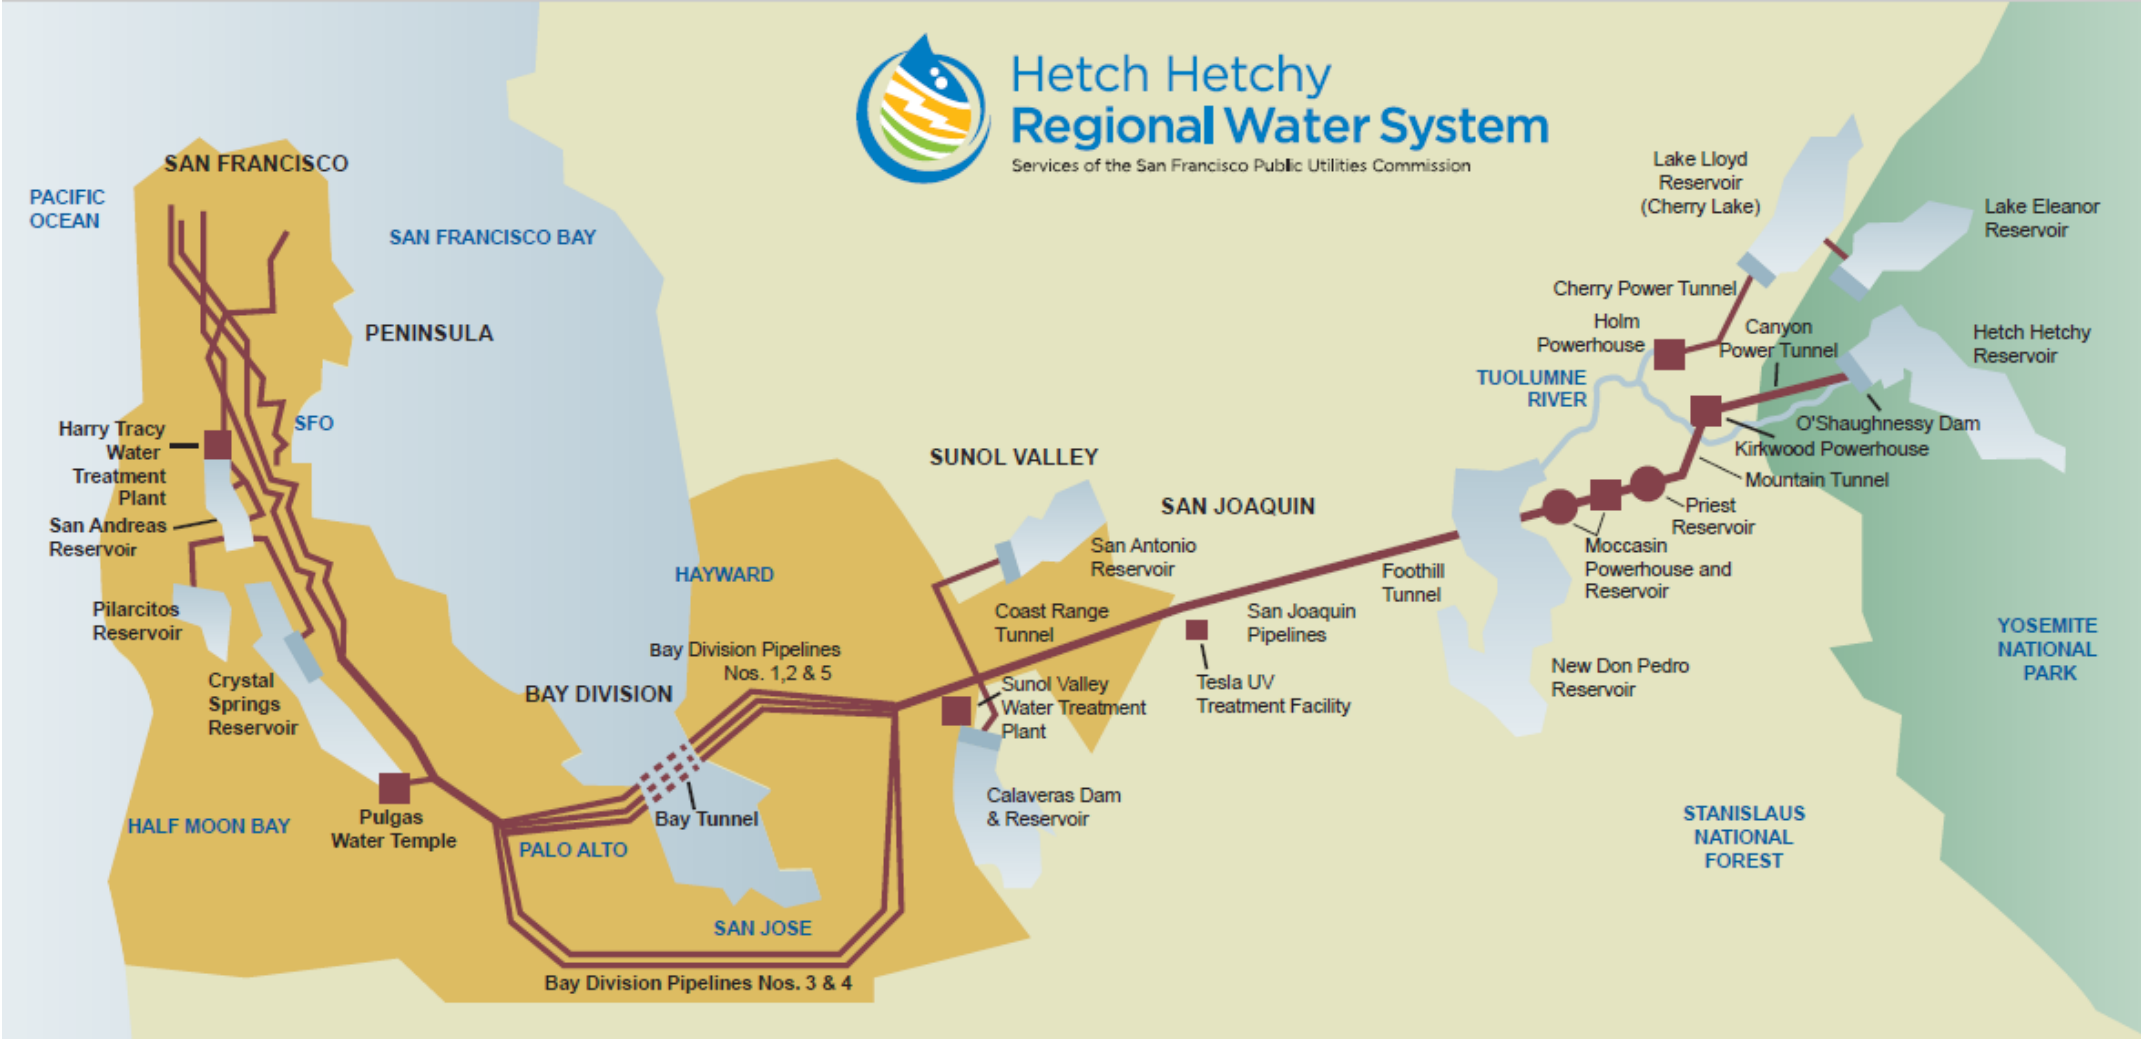 Hetch Hetchy
Regional Water System
Services of the San Francisco Public Utilities Commission
SAN FRANCISCO
PACIFIC
OCEAN
SAN FRANCISCO BAY
PENINSULA
SFO
Harry Tracy
Water
Treatment
Plant
San Andreas
Reservoir
Pilarcitos
Reservoir
Crystal
Springs
Reservoir
HALF MOON BAY
Pulgas
Water Temple
PALO ALTO
BAY DIVISION
HAYWARD
Bay Division Pipelines
Nos. 1,2 & 5
Bay Tunnel
SAN JOSE
Bay Division Pipelines Nos. 3 & 4
SUNOL VALLEY
San Antonio
Reservoir
Coast Range
Tunnel
Sunol Valley
Water Treatment
Plant
Calaveras Dam
& Reservoir
SAN JOAQUIN
San Joaquin
Pipelines
Tesla UV
Treatment Facility
Foothill
Tunnel
New Don Pedro
Reservoir
Moccasin
Powerhouse and
Reservoir
Priest
Reservoir
Mountain Tunnel
Kirkwood Powerhouse
O'Shaughnessy Dam
TUOLUMNE
RIVER
Holm
Powerhouse
Cherry Power Tunnel
Canyon
Power Tunnel
Lake Lloyd
Reservoir
(Cherry Lake)
Lake Eleanor
Reservoir
Hetch Hetchy
Reservoir
YOSEMITE
NATIONAL
PARK
STANISLAUS
NATIONAL
FOREST